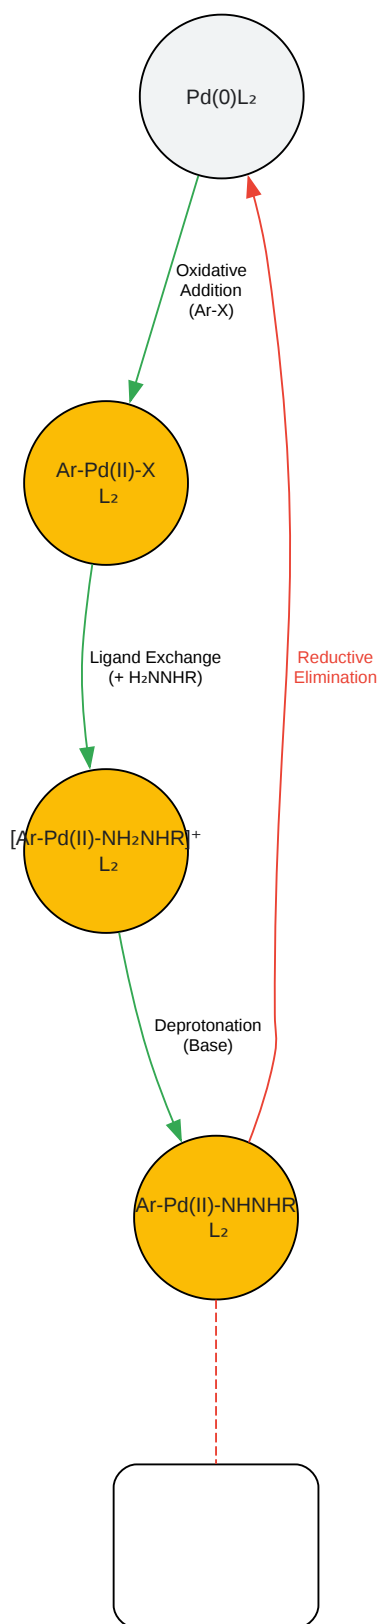 Pd(0)L₂
Oxidative
Addition
(Ar-X)
Ar-Pd(II)-X
L₂
Ligand Exchange
(+ H₂NNHR)
Reductive
Elimination
[Ar-Pd(II)-NH₂NHR]⁺
L₂
Deprotonation
(Base)
Ar-Pd(II)-NHNHR
L₂